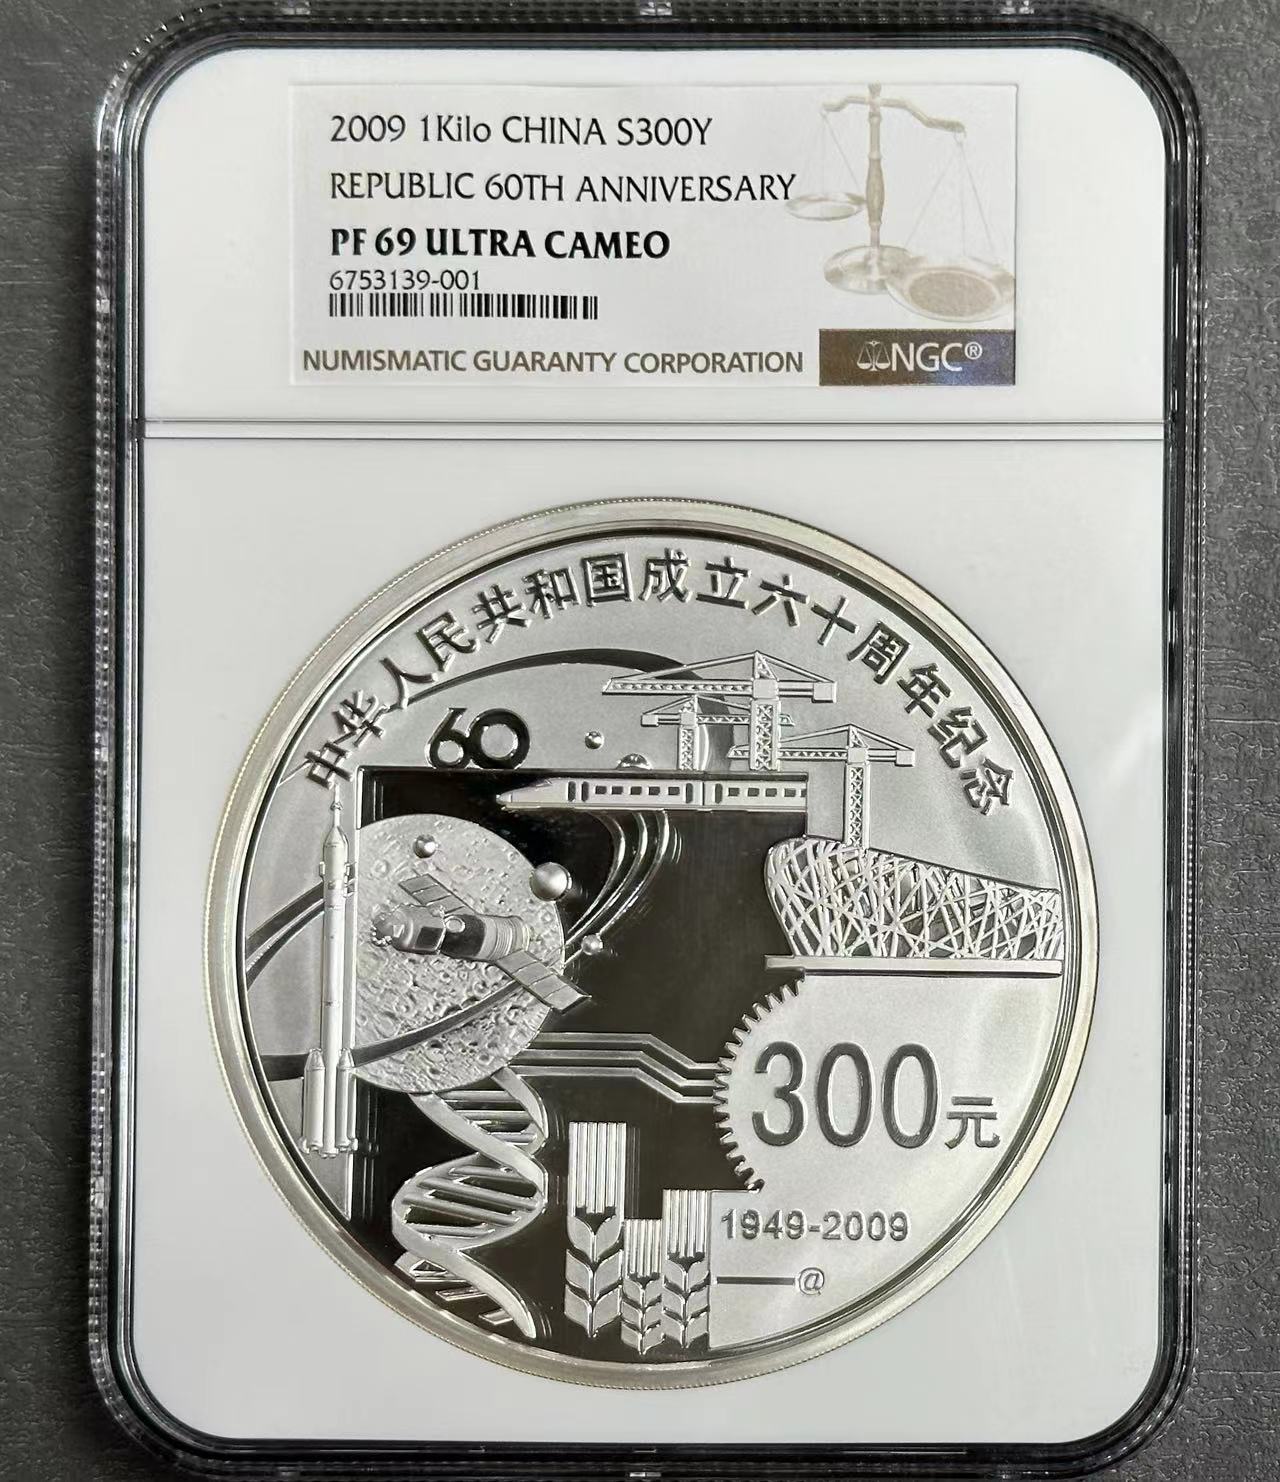 2009 1Kilo CHINA S300Y
REPUBLIC 60TH ANNIVERSARY
PF 69 ULTRA CAMEO
6753139-001
NUMISMATIC GUARANTY CORPORATION
NGC®
中华人民共和国成立六十周年纪念
60
300元
1949-2009
@